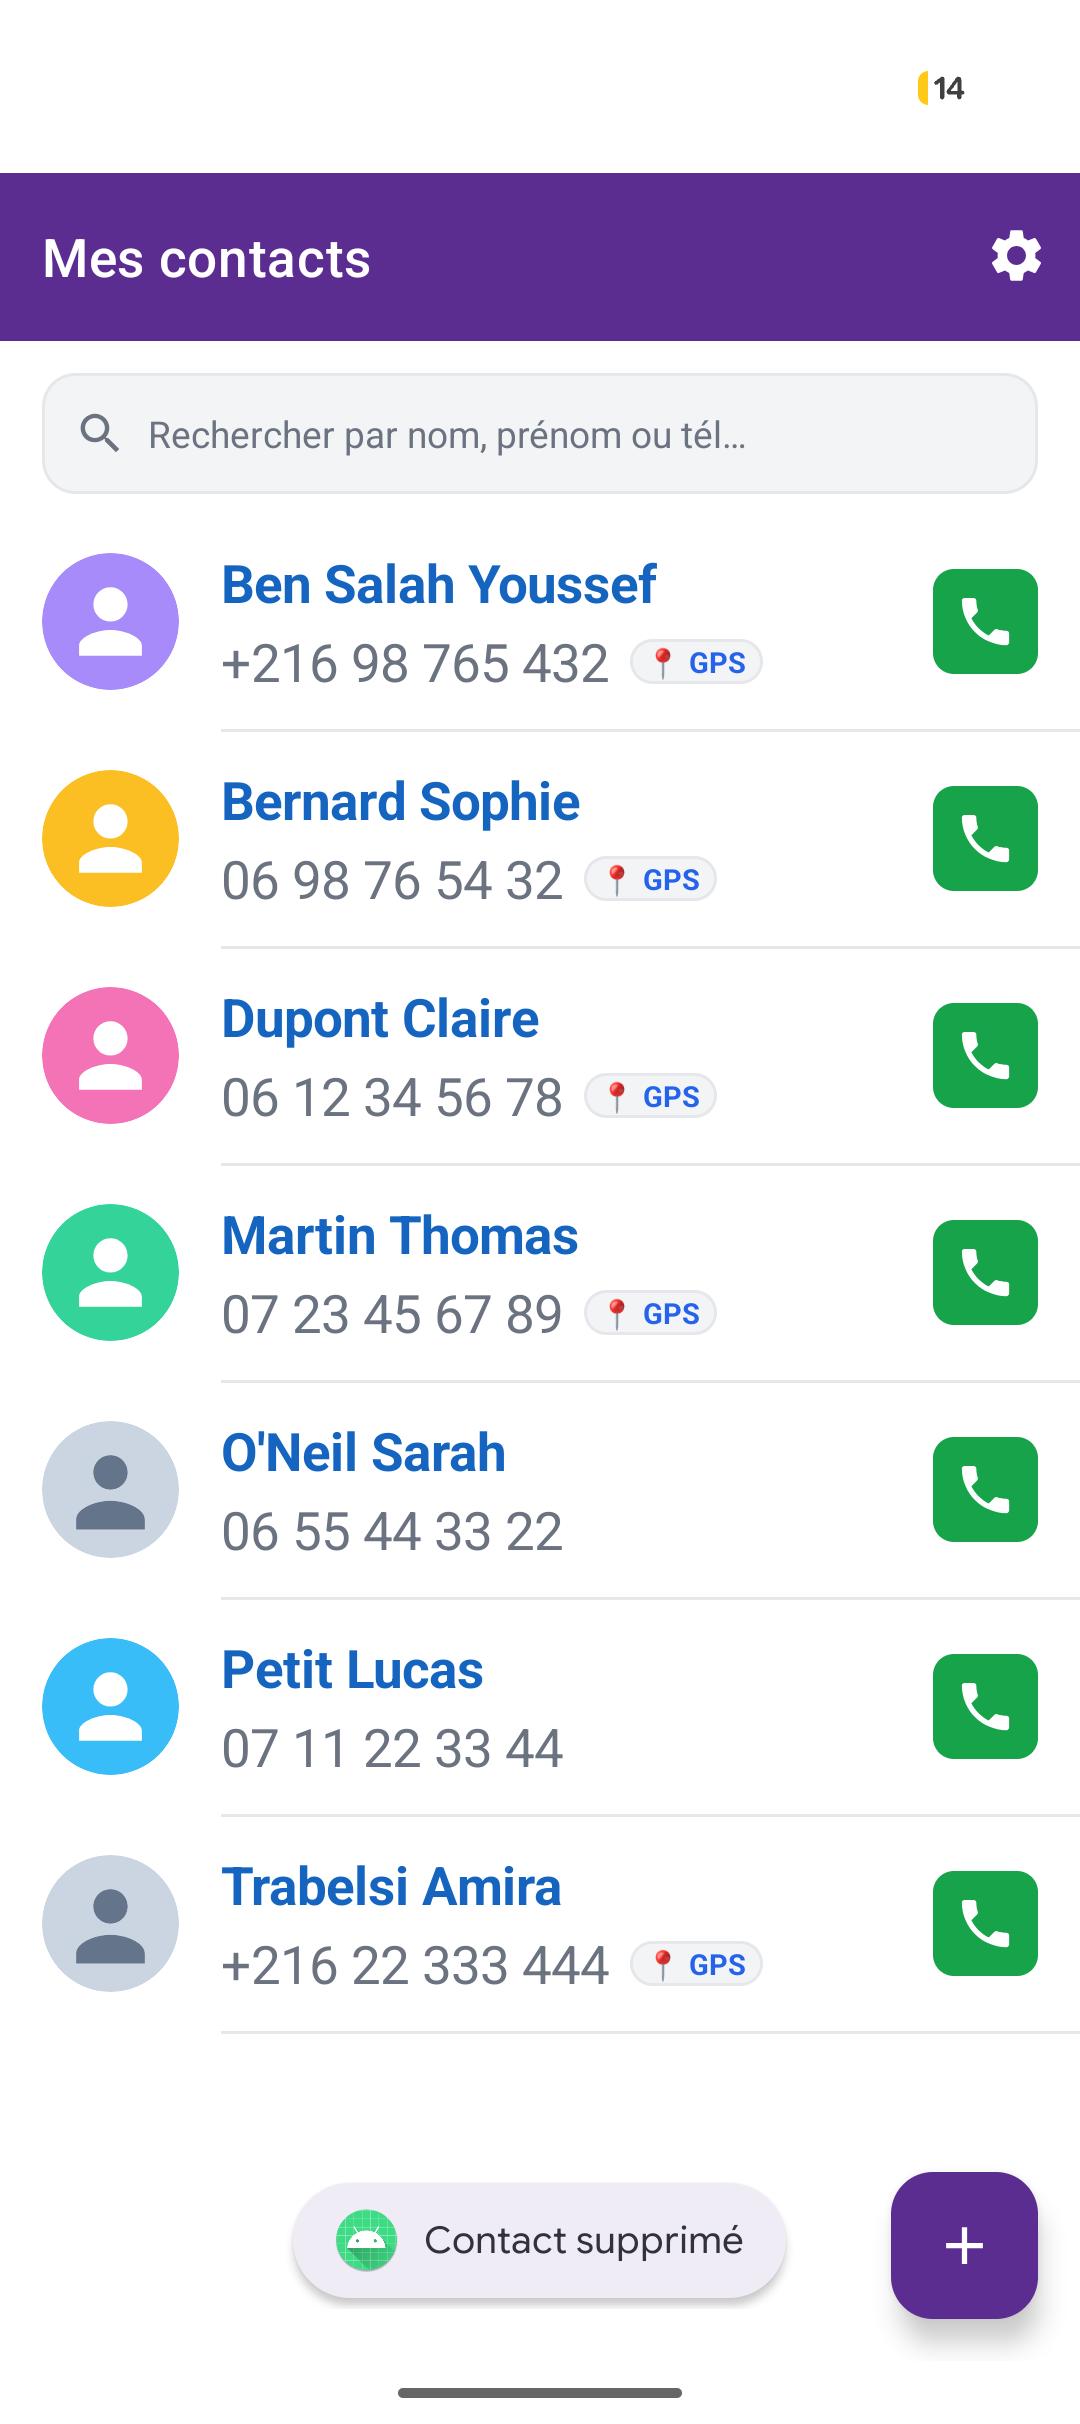 14
Mes contacts
Rechercher par nom, prénom ou tél...
Ben Salah Youssef
+216 98 765 432 📍 GPS
Bernard Sophie
06 98 76 54 32 📍 GPS
Dupont Claire
06 12 34 56 78 📍 GPS
Martin Thomas
07 23 45 67 89 📍 GPS
O'Neil Sarah
06 55 44 33 22
Petit Lucas
07 11 22 33 44
Trabelsi Amira
+216 22 333 444 📍 GPS
Contact supprimé
+